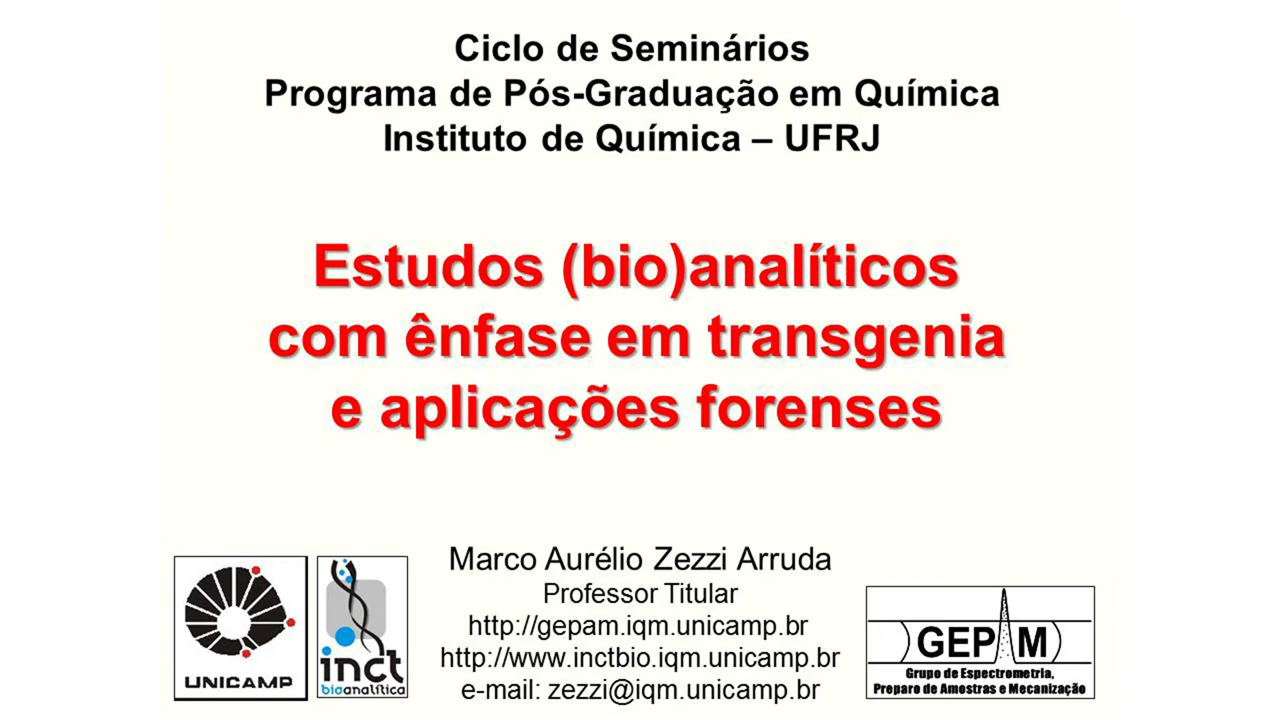 Ciclo de Seminários
Programa de Pós-Graduação em Química
Instituto de Química – UFRJ
Estudos (bio)analíticos
com ênfase em transgenia
e aplicações forenses
Marco Aurélio Zezzi Arruda
Professor Titular
http://gepam.iqm.unicamp.br
http://www.inctbio.iqm.unicamp.br
e-mail: zezzi@iqm.unicamp.br
UNICAMP
inct
bioanalítica
GEPAM
Grupo de Espectrometria,
Preparo de Amostras e Mecanização